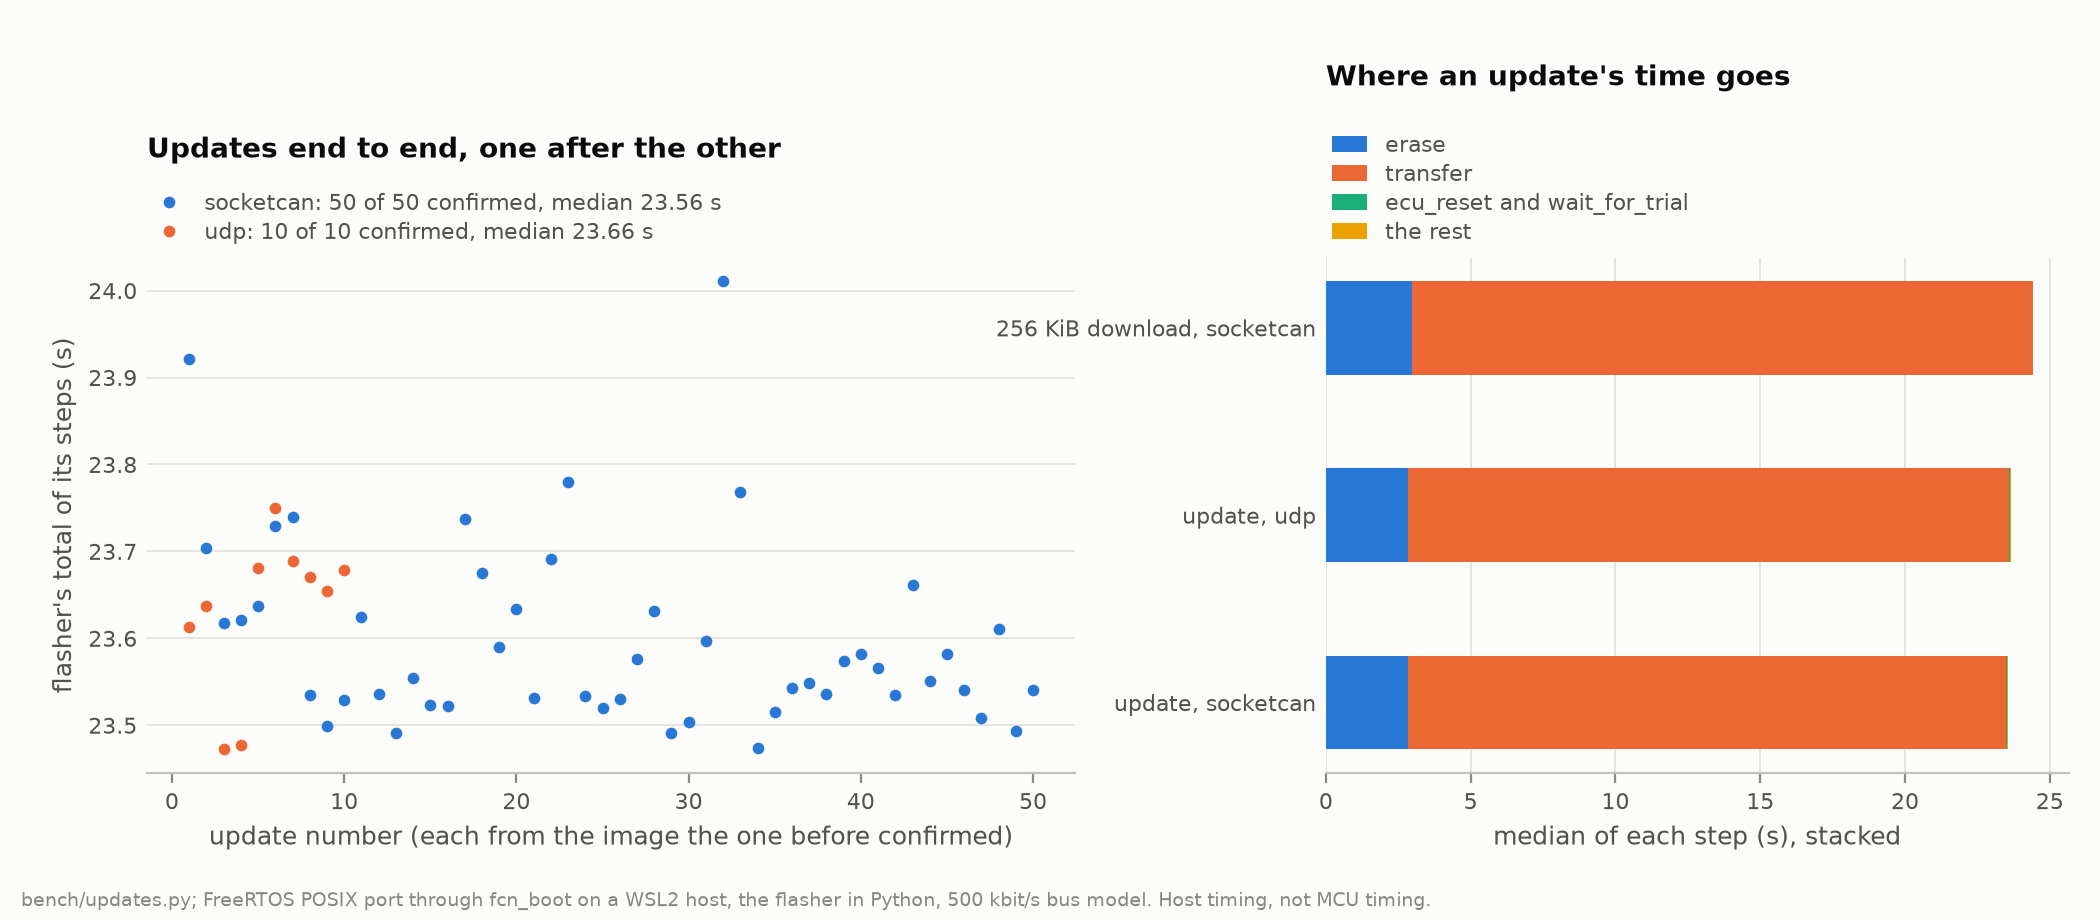 Updates end to end, one after the other
socketcan: 50 of 50 confirmed, median 23.56 s
udp: 10 of 10 confirmed, median 23.66 s
24.0
23.9
23.8
23.7
23.6
23.5
flasher's total of its steps (s)
0 10 20 30 40 50
update number (each from the image the one before confirmed)
Where an update's time goes
erase
transfer
ecu_reset and wait_for_trial
the rest
256 KiB download, socketcan
update, udp
update, socketcan
0 5 10 15 20 25
median of each step (s), stacked
bench/updates.py; FreeRTOS POSIX port through fcn_boot on a WSL2 host, the flasher in Python, 500 kbit/s bus model. Host timing, not MCU timing.